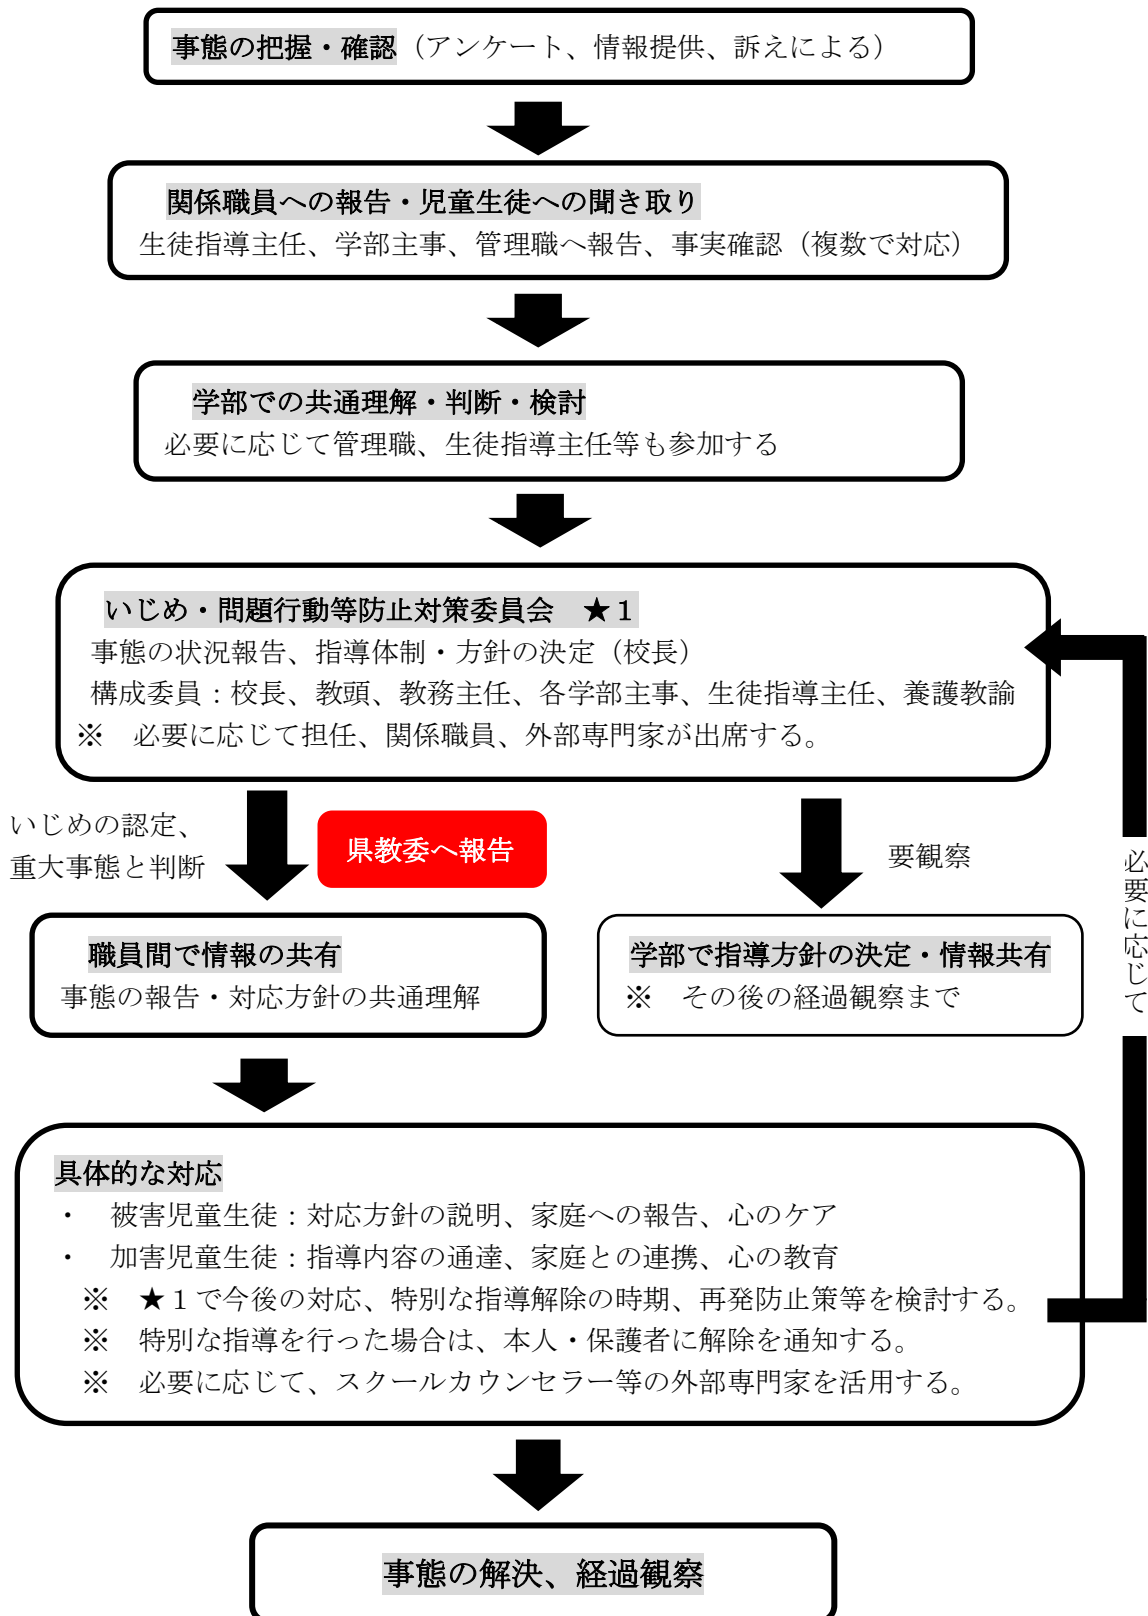 事態の把握・確認（アンケート、情報提供、訴えによる）
関係職員への報告・児童生徒への聞き取り
生徒指導主任、学部主事、管理職へ報告、事実確認（複数で対応）
学部での共通理解・判断・検討
必要に応じて管理職、生徒指導主任等も参加する
いじめ・問題行動等防止対策委員会　★１
事態の状況報告、指導体制・方針の決定（校長）
構成委員：校長、教頭、教務主任、各学部主事、生徒指導主任、養護教諭
※　必要に応じて担任、関係職員、外部専門家が出席する。
いじめの認定、
重大事態と判断
県教委へ報告
要観察
必要に応じて
職員間で情報の共有
事態の報告・対応方針の共通理解
学部で指導方針の決定・情報共有
※　その後の経過観察まで
具体的な対応
・　被害児童生徒：対応方針の説明、家庭への報告、心のケア
・　加害児童生徒：指導内容の通達、家庭との連携、心の教育
※　★１で今後の対応、特別な指導解除の時期、再発防止策等を検討する。
※　特別な指導を行った場合は、本人・保護者に解除を通知する。
※　必要に応じて、スクールカウンセラー等の外部専門家を活用する。
事態の解決、経過観察